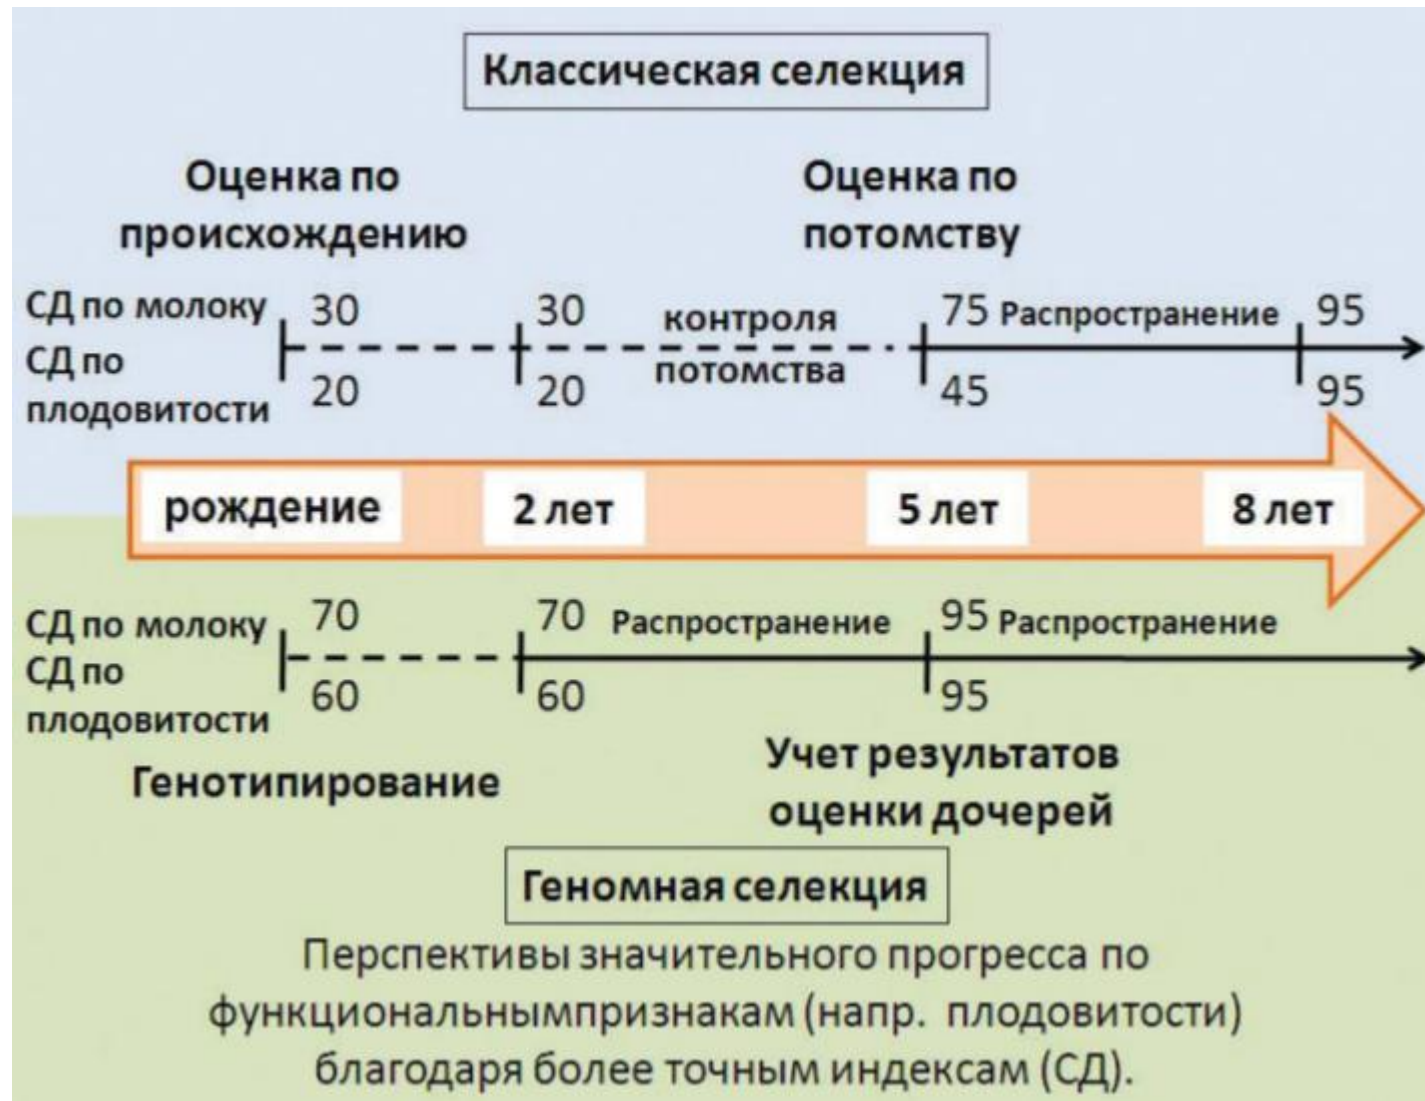 Классическая селекция
Оценка по
происхождению
Оценка по
потомству
СД по молоку 30 30 контроля 75 Распространение 95
СД по
плодовитости 20 20 потомства 45 95
рождение 2 лет 5 лет 8 лет
СД по молоку 70 70 Распространение 95 Распространение
СД по
плодовитости 60 60 95
Генотипирование
Учет результатов
оценки дочерей
Геномная селекция
Перспективы значительного прогресса по
функциональнымпризнакам (напр. плодовитости)
благодаря более точным индексам (СД).